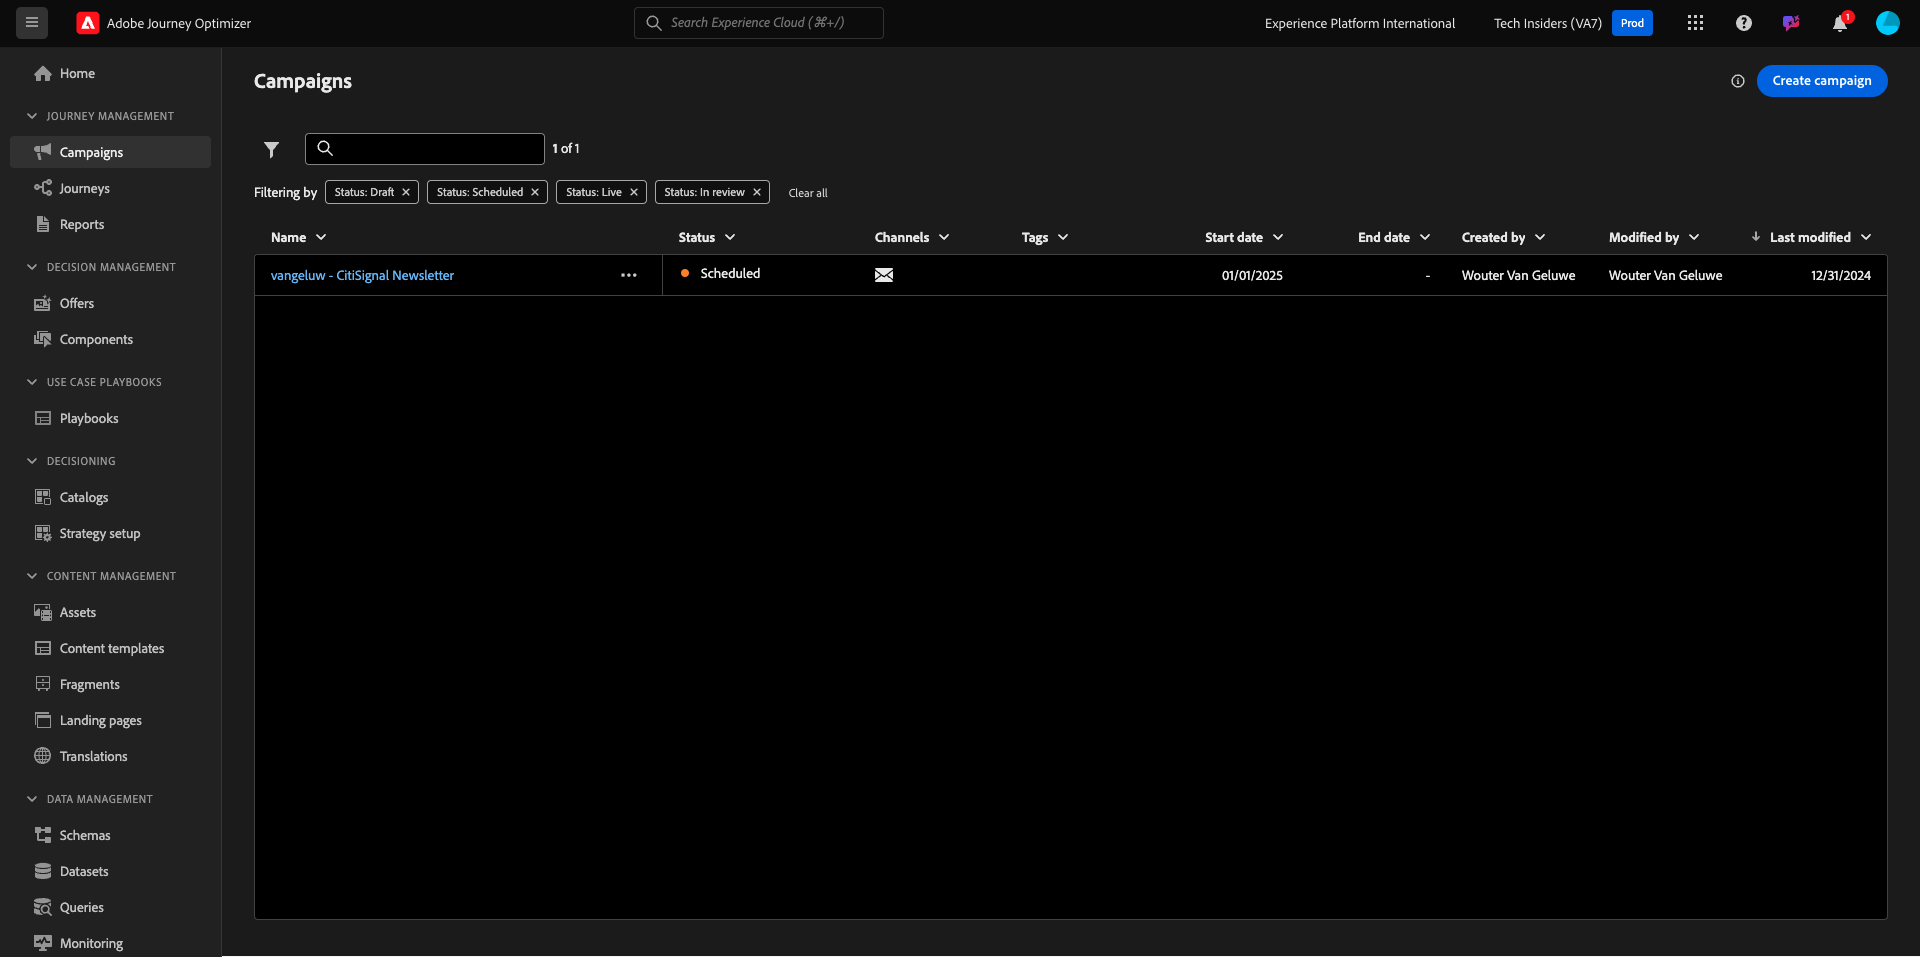 Adobe Journey Optimizer
Search Experience Cloud (⌘+/)
Experience Platform International
Tech Insiders (VA7)
Prod
1
Home
JOURNEY MANAGEMENT
Campaigns
Journeys
Reports
DECISION MANAGEMENT
Offers
Components
USE CASE PLAYBOOKS
Playbooks
DECISIONING
Catalogs
Strategy setup
CONTENT MANAGEMENT
Assets
Content templates
Fragments
Landing pages
Translations
DATA MANAGEMENT
Schemas
Datasets
Queries
Monitoring
Campaigns
Create campaign
1 of 1
Filtering by Status: Draft Status: Scheduled Status: Live Status: In review Clear all
Name Status Channels Tags Start date End date Created by Modified by Last modified
vangeluw - CitiSignal Newsletter Scheduled 01/01/2025 - Wouter Van Geluwe Wouter Van Geluwe 12/31/2024